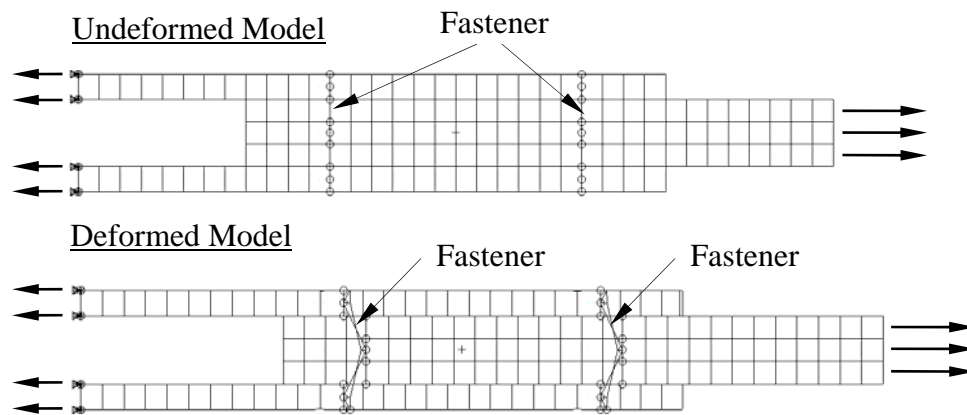 Undeformed Model
Fastener
Deformed Model
Fastener
Fastener